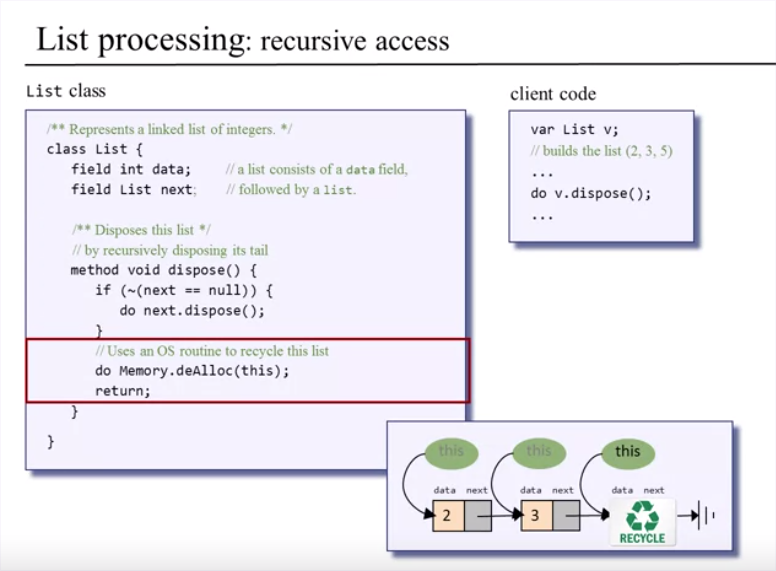 List processing: recursive access
List class
/** Represents a linked list of integers. */
class List {
field int data; // a list consists of a data field,
field List next; // followed by a list.
/** Disposes this list */
// by recursively disposing its tail
method void dispose() {
if (~(next == null)) {
do next.dispose();
}
// Uses an OS routine to recycle this list
do Memory.deAlloc(this);
return;
}
}
client code
var List v;
// builds the list (2, 3, 5)
...
do v.dispose();
...
this this this
data next data next data next
2 3
RECYCLE